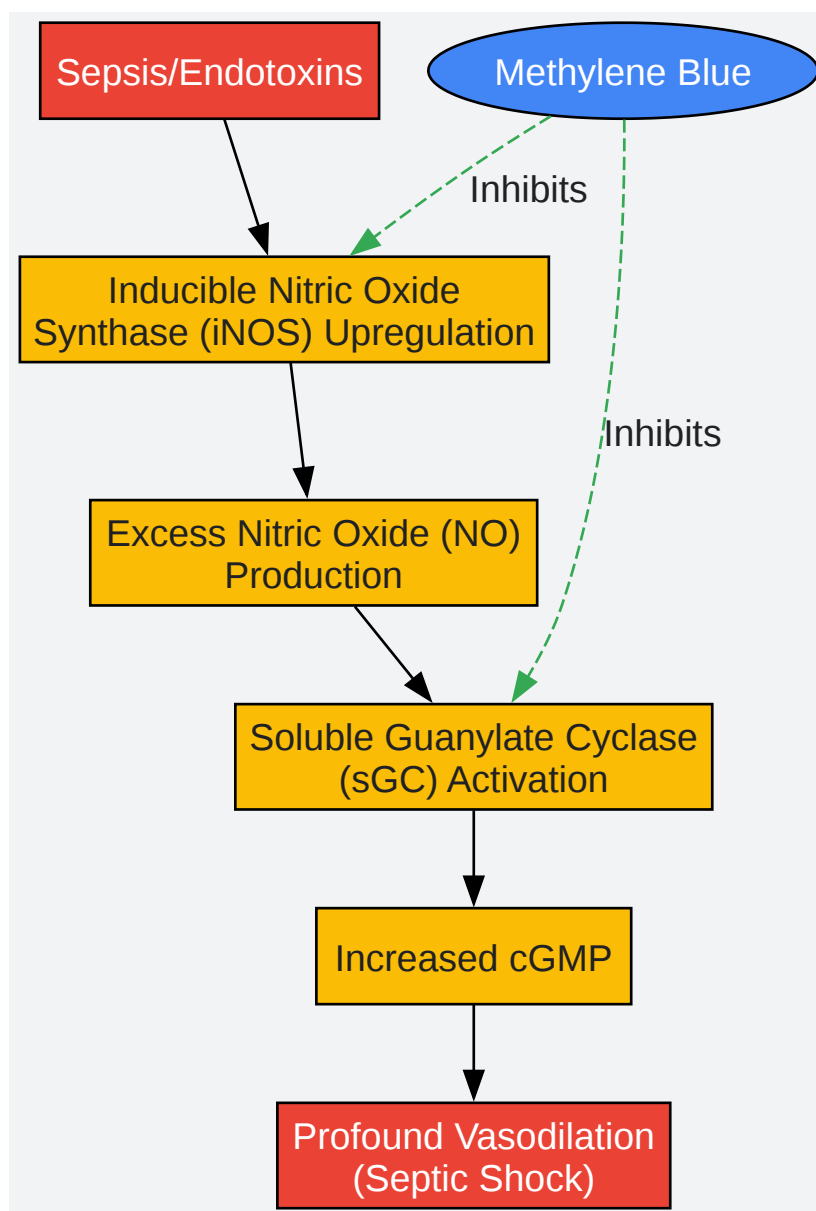 Sepsis/Endotoxins
Methylene Blue
Inhibits
Inducible Nitric Oxide
Synthase (iNOS) Upregulation
Inhibits
Excess Nitric Oxide (NO)
Production
Soluble Guanylate Cyclase
(sGC) Activation
Increased cGMP
Profound Vasodilation
(Septic Shock)